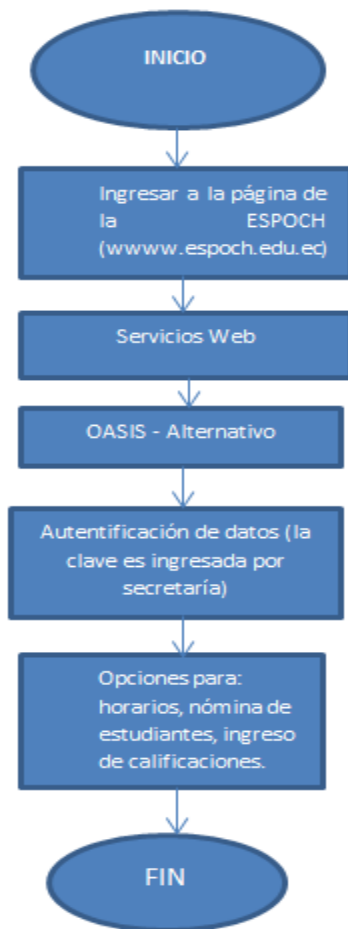 INICIO
Ingresar a la página de
la ESPOCH
(wwww.espoch.edu.ec)
Servicios Web
OASIS - Alternativo
Autentificación de datos (la
clave es ingresada por
secretaría)
Opciones para:
horarios, nómina de
estudiantes, ingreso
de calificaciones.
FIN